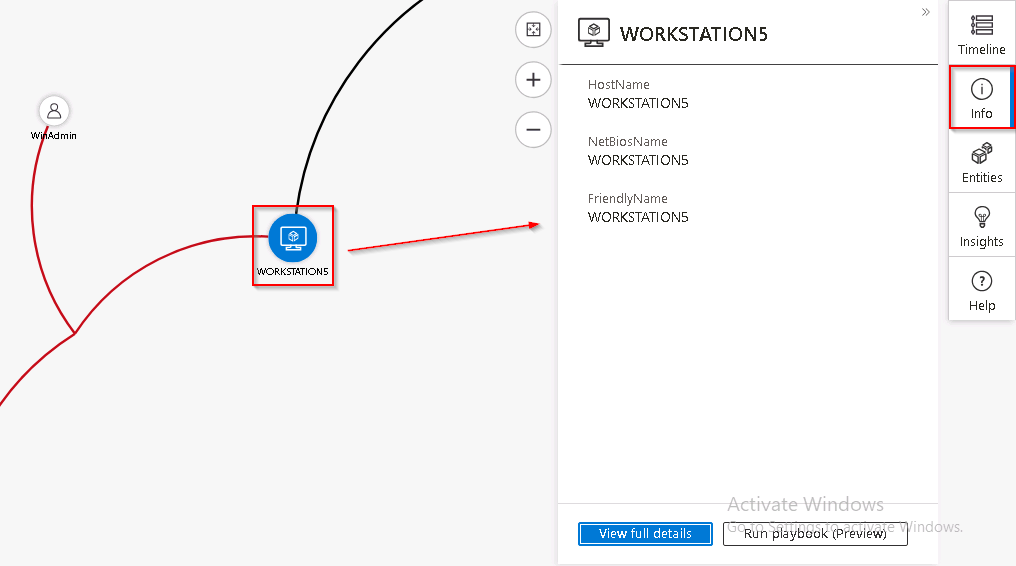 WinAdmin
WORKSTATION5
WORKSTATION5
HostName
WORKSTATION5
NetBiosName
WORKSTATION5
FriendlyName
WORKSTATION5
View full details
Run playbook (Preview)
Activate Windows
Go to Settings to activate Windows.
Timeline
Info
Entities
Insights
Help